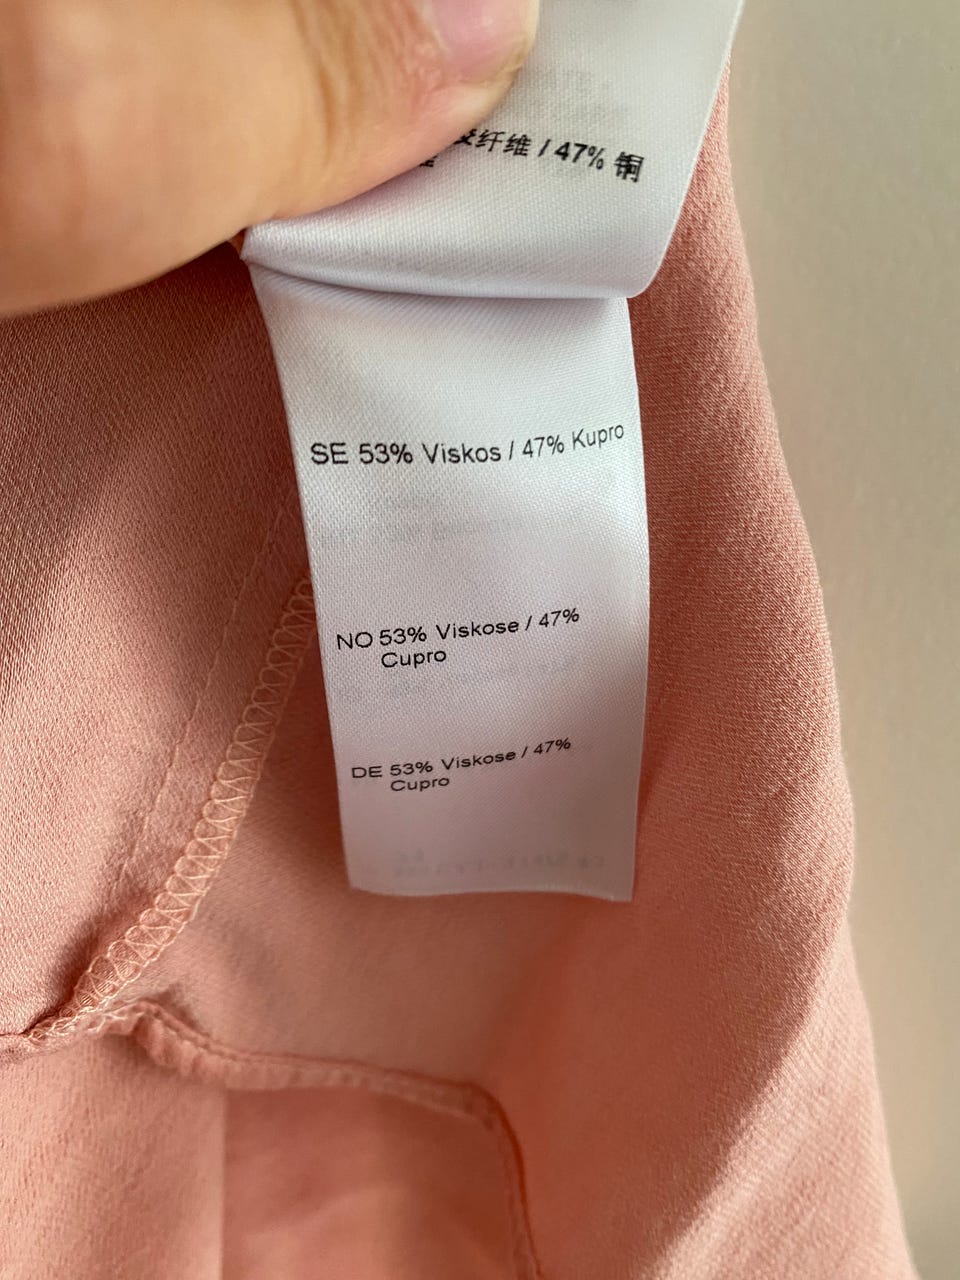 纤维 / 47% 铜
SE 53% Viskos / 47% Kupro
NO 53% Viskose / 47%
Cupro
DE 53% Viskose / 47%
Cupro